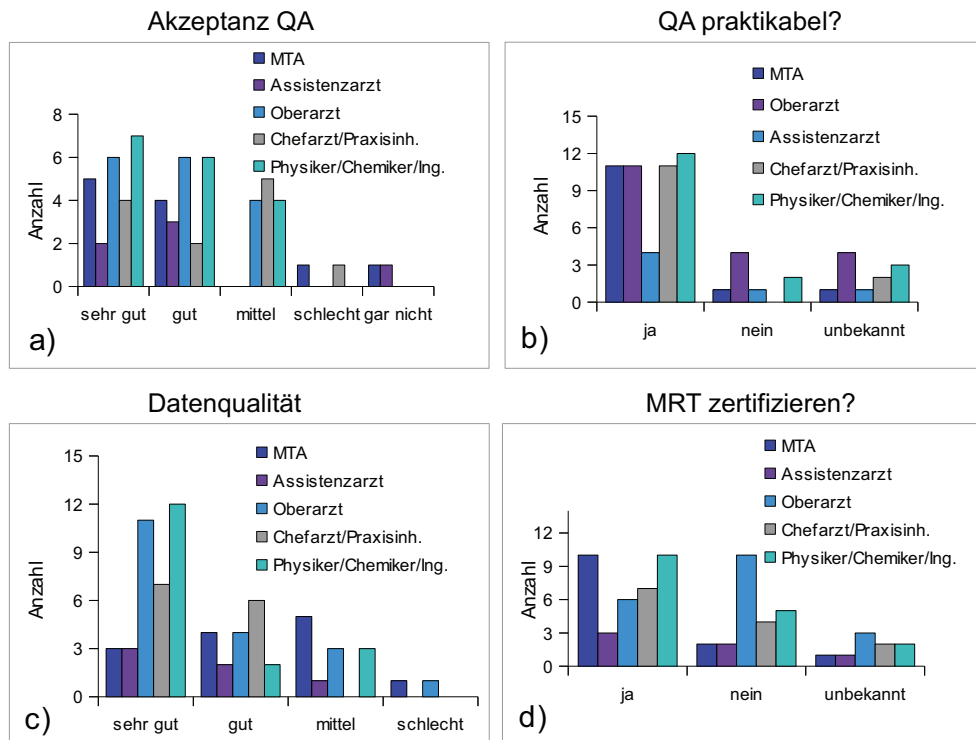 Akzeptanz QA
MTA
Assistenzarzt
Oberarzt
Chefarzt/Praxisinh.
Physiker/Chemiker/Ing.
Anzahl
8
6
4
2
0
sehr gut gut mittel schlecht gar nicht
a)
QA praktikabel?
MTA
Oberarzt
Assistenzarzt
Chefarzt/Praxisinh.
Physiker/Chemiker/Ing.
Anzahl
15
12
9
6
3
0
ja nein unbekannt
b)
Datenqualität
MTA
Assistenzarzt
Oberarzt
Chefarzt/Praxisinh.
Physiker/Chemiker/Ing.
Anzahl
15
12
9
6
3
0
sehr gut gut mittel schlecht
c)
MRT zertifizieren?
MTA
Assistenzarzt
Oberarzt
Chefarzt/Praxisinh.
Physiker/Chemiker/Ing.
Anzahl
12
9
6
3
0
ja nein unbekannt
d)